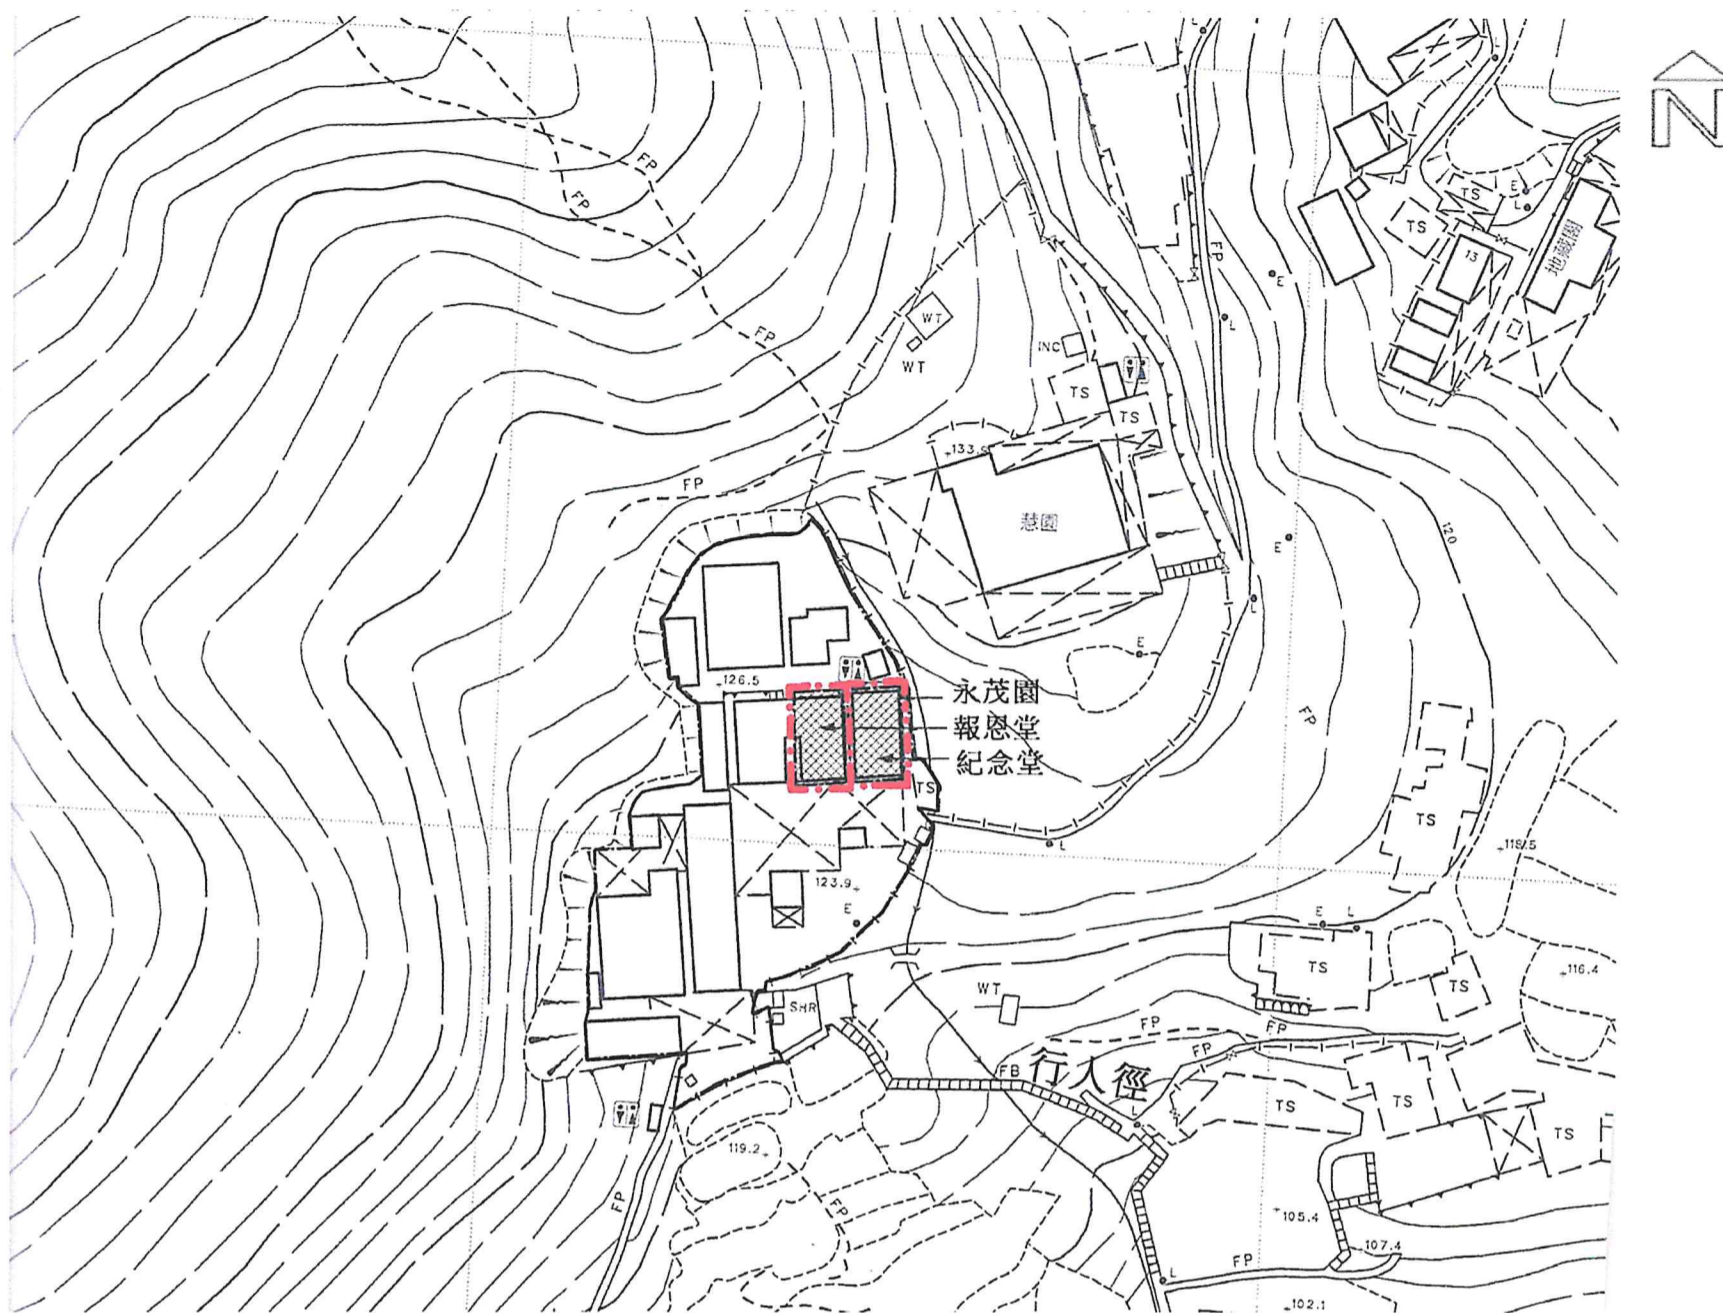 N
FP
FP
E
L
TS
TS
地藏閣
13
FP
E
WT
L
FP
INC
WT
TS
TS
133.9
FP
慧園
120
E
L
E
126.5
永茂園
報恩堂
紀念堂
FP
TS
TS
118.5
123.9
E
E
L
TS
116.4
TS
WT
SHR
FP
FP
FP
FB
行人徑
L
TS
TS
TS
119.2
FP
FP
105.4
107.4
FP
L
102.1
L
L
L